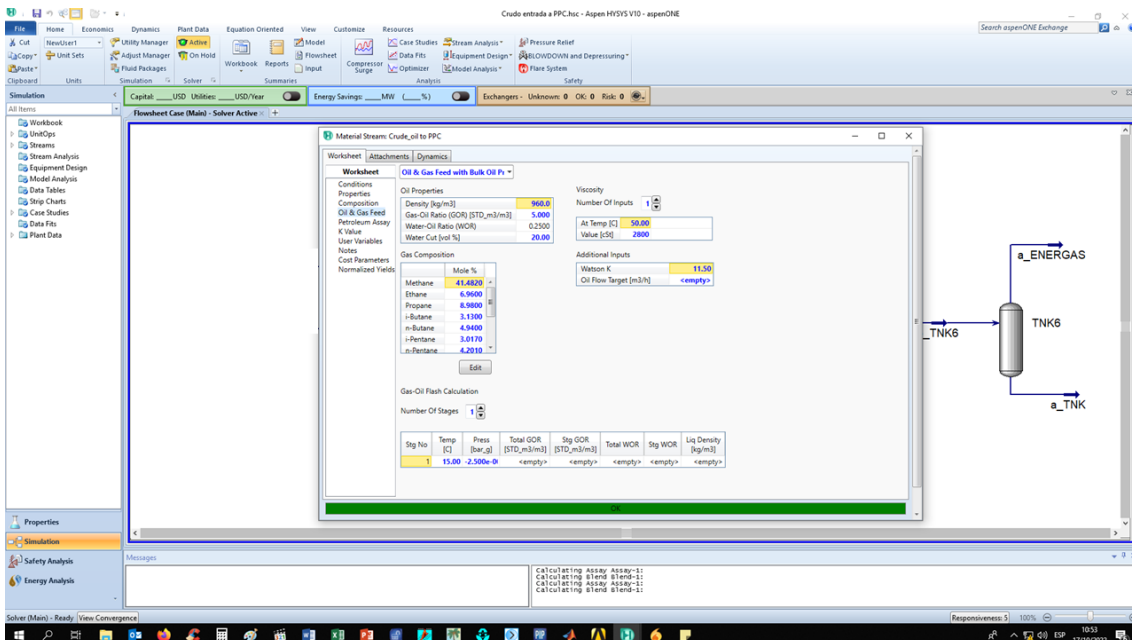 Crudo entrada a PPC.hsc - Aspen HYSYS V10 - aspenONE
File Home Economics Dynamics Plant Data Equation Oriented View Customize Resources
Search aspenONE Exchange
Cut NewUser1 Utility Manager Active Model Case Studies Stream Analysis Pressure Relief
Copy Unit Sets Adjust Manager On Hold Flowsheet Data Fits Equipment Design BLOWDOWN and Depressuring
Paste Fluid Packages Workbook Reports Input Compressor Surge Optimizer Model Analysis Flare System
Clipboard Units Simulation Solver Summaries Analysis Safety
Simulation
Capital: ____USD Utilities: ____USD/Year Energy Savings: ____MW (____%) Exchangers - Unknown: 0 OK: 0 Risk: 0
All Items
Flowsheet Case (Main) - Solver Active +
Workbook
UnitOps
Streams
Stream Analysis
Equipment Design
Model Analysis
Data Tables
Strip Charts
Case Studies
Data Fits
Plant Data
Material Stream: Crude_oil to PPC
Worksheet Attachments Dynamics
Worksheet
Conditions
Properties
Composition
Oil & Gas Feed
Petroleum Assay
K Value
User Variables
Notes
Cost Parameters
Normalized Yields
Oil & Gas Feed with Bulk Oil Pr
Oil Properties
Density [kg/m3] 960.0
Gas-Oil Ratio (GOR) [STD_m3/m3] 5.000
Water-Oil Ratio (WOR) 0.2500
Water Cut [vol %] 20.00
Viscosity
Number Of Inputs 1
At Temp [C] 50.00
Value [cSt] 2800
Gas Composition
Mole %
Methane 41.4820
Ethane 6.9600
Propane 8.9800
i-Butane 3.1300
n-Butane 4.9400
i-Pentane 3.0170
n-Pentane 4.2010
Edit
Additional Inputs
Watson K 11.50
Oil Flow Target [m3/h] <empty>
Gas-Oil Flash Calculation
Number Of Stages 1
Stg No Temp [C] Press [bar_g] Total GOR [STD_m3/m3] Stg GOR [STD_m3/m3] Total WOR Stg WOR Liq Density [kg/m3]
1 15.00 -2.500e-0 <empty> <empty> <empty> <empty> <empty>
OK
a_ENERGAS
_TNK6
TNK6
a_TNK
Properties
Simulation
Safety Analysis
Energy Analysis
Messages
Calculating Assay Assay-1:
Calculating Blend Blend-1:
Calculating Assay Assay-1:
Calculating Blend Blend-1:
Solver (Main) - Ready View Convergence
Responsiveness: 5 100%
ESP 10:53